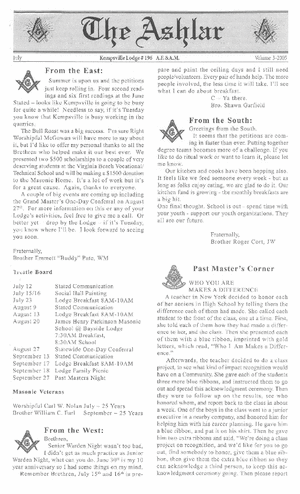 The Ashlar
July Kempsville Lodge # 196 A.F.&A.M. Volume 3-2005
From the East:
Summer is upon us and the petitions
just keep rolling in. Four second read-
ings and six first readings at the June
Stated – looks like Kempsville is going to be busy
for quite a while! Needless to say, if it's Tuesday
you know that Kempsville is busy working in the
quarries.
The Bull Roast was a big success. I'm sure Right
Worshipful McGowan will have more to say about
it, but I'd like to offer my personal thanks to all the
brethren who helped make it our best ever. We
presented two $500 scholarships to a couple of very
deserving students at the Virginia Beach Vocational/
Technical School and will be making a $1500 donation
to the Masonic Home. It's a lot of work but it's
for a great cause. Again, thanks to everyone.
A couple of big events are coming up including
the Grand Master's One-Day Conferral on August
27th. For more information on this or any of your
Lodge's activities, feel free to give me a call. Or
better yet – drop by the Lodge – if it's Tuesday,
you know where I'll be. I look forward to seeing
you soon.
Fraternally,
Brother Emmett "Buddy" Pate, WM
Trestle Board
July 12 Stated Communication
July 15/16 Social Hall Painting
July 23 Lodge Breakfast 8AM-10AM
August 9 Stated Communication
August 13 Lodge Breakfast 8AM-10AM
August 20 James Henry Parkhurst Masonic
School @ Bayside Lodge
7:30AM Breakfast,
8:30AM School
August 27 Statewide One-Day Conferral
September 13 Stated Communication
September 17 Lodge Breakfast 8AM-10AM
September 18 Lodge Family Picnic
September 27 Past Masters Night
Masonic Veterans
Worshipful Carl W. Nolan July – 25 Years
Brother William C. Turl September – 25 Years
From the West:
Brethren,
Senior Warden Night wasn't too bad,
I didn't get as much practice as Junior
Warden Night, what can you do. June 30th is my 10
year anniversary so I had some things on my mind.
Remember thethren, July 15th and 16th is pre-
pare and paint the ceiling days and I still need
people/volunteers. Every pair of hands help. The more
people involved, the less time it will take. I'll see
what I can do about breakfast.
C – Ya there.
Bro. Shawn Garfield
From the South:
Greetings from the South.
It seems that the petitions are com-
ing in faster than ever. Putting together
degree teams becomes more of a challenge. If you
like to do ritual work or want to learn it, please let
me know.
Our kitchen and cooks have been hopping also.
It feels like we feed someone every week – but as
long as folks enjoy eating, we are glad to do it. Our
kitchen fund is growing – the monthly breakfasts are
a big hit.
One final thought. School is out – spend time with
your youth – support our youth organizations. They
all are our future.
Fraternally,
Brother Roger Cort, JW
Past Master's Corner
WHO YOU ARE
MAKES A DIFFERENCE
A teacher in New York decided to honor each
of her seniors in High School by telling them the
difference each of them had made. She called each
student to the front of the class, one at a time. First,
she told each of them how they had made a differ-
ence to her, and the class. Then she presented each
of them with a blue ribbon, imprinted with gold
letters, which read, "Who I Am Makes a Differ-
ence."
Afterwards, the teacher decided to do a class
project, to see what kind of impact recognition would
have on a Community. She gave each of the students
three more blue ribbons, and instructed them to go
out and spread this acknowledgment ceremony. Then
they were to follow up on the results, see who
honored whom, and report back to the class in about
a week. One of the boys in the class went to a junior
executive in a nearby company, and honored him for
helping him with his career planning. He gave him
a blue ribbon, and put it on his shirt. Then he gave
him two extra ribbons and said, "We're doing a class
project on recognition, and we'd like for you to go
out, find somebody to honor, give them a blue rib-
bon, then give them the extra blue ribbon so they
can acknowledge a third person, to keep this ac-
knowledgment ceremony going. Then please report